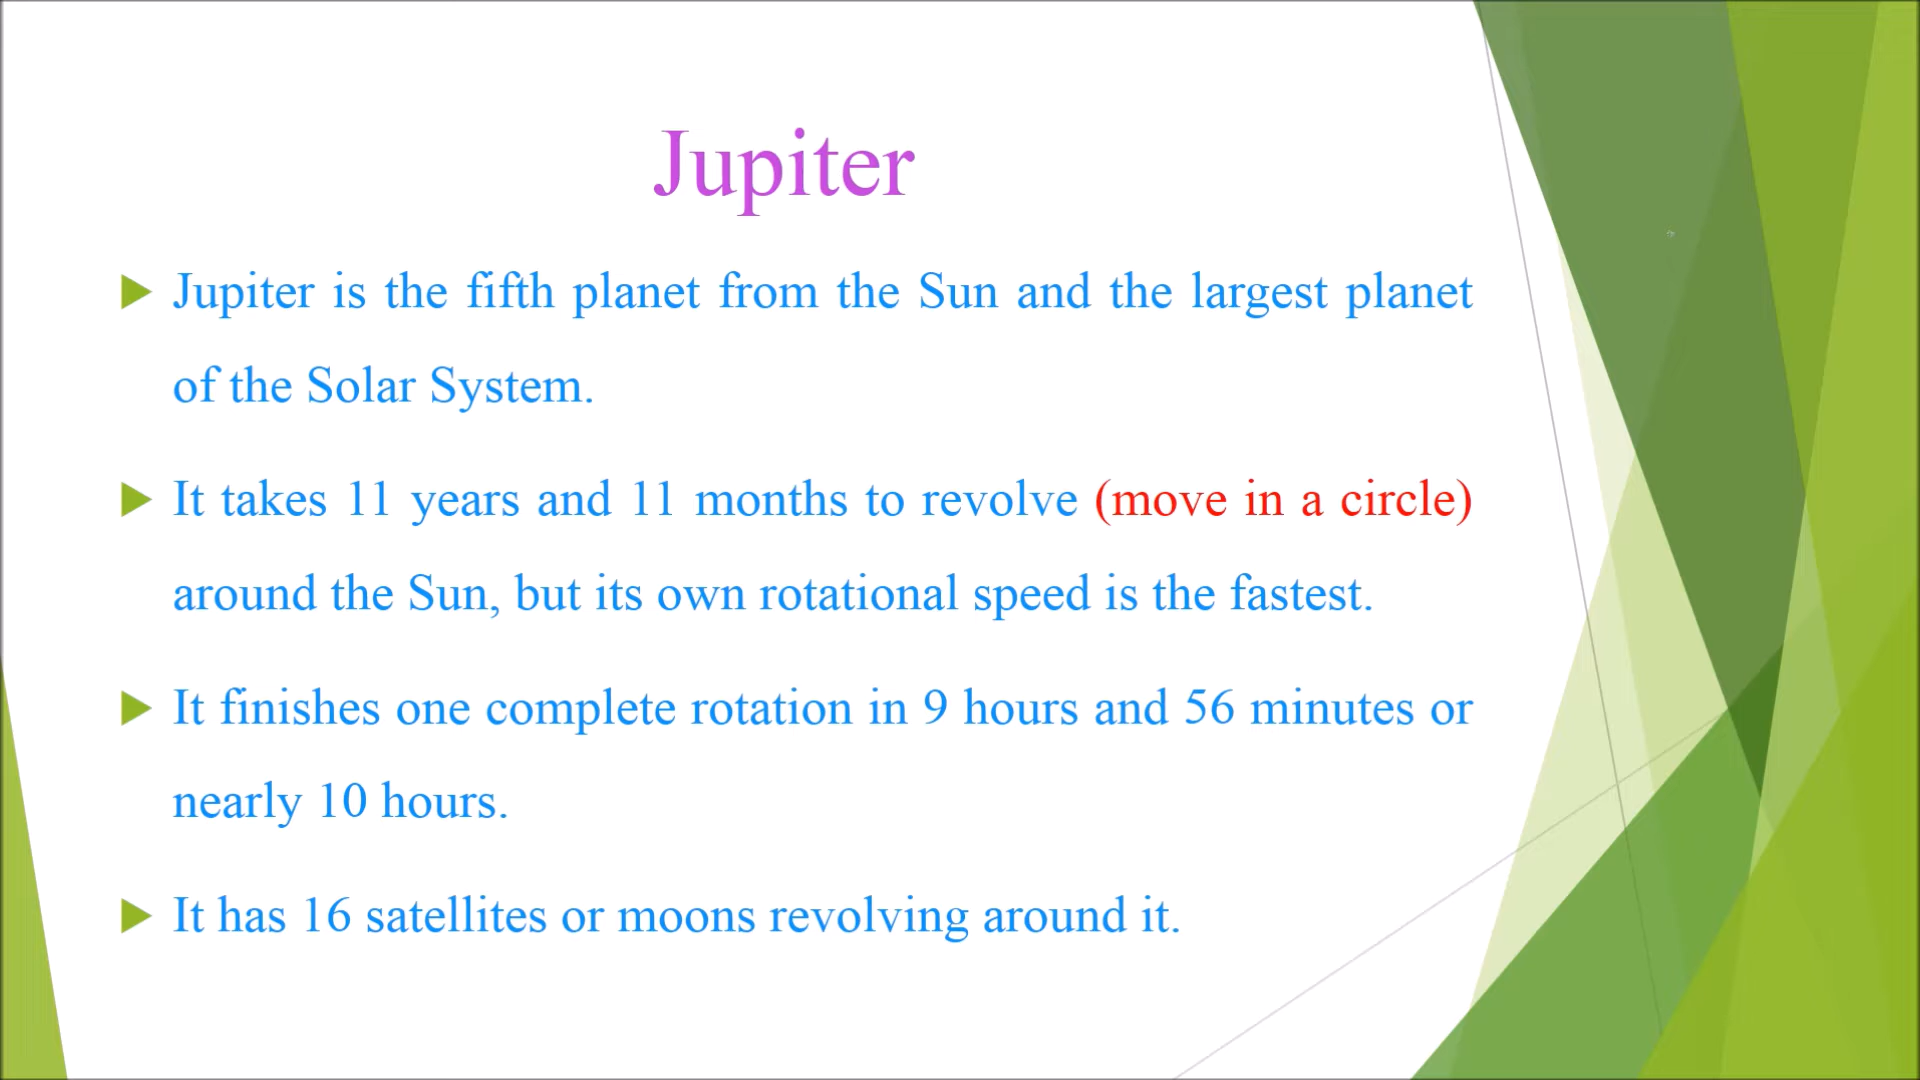 Jupiter
Jupiter is the fifth planet from the Sun and the largest planet
of the Solar System.
It takes 11 years and 11 months to revolve (move in a circle)
around the Sun, but its own rotational speed is the fastest.
It finishes one complete rotation in 9 hours and 56 minutes or
nearly 10 hours.
It has 16 satellites or moons revolving around it.